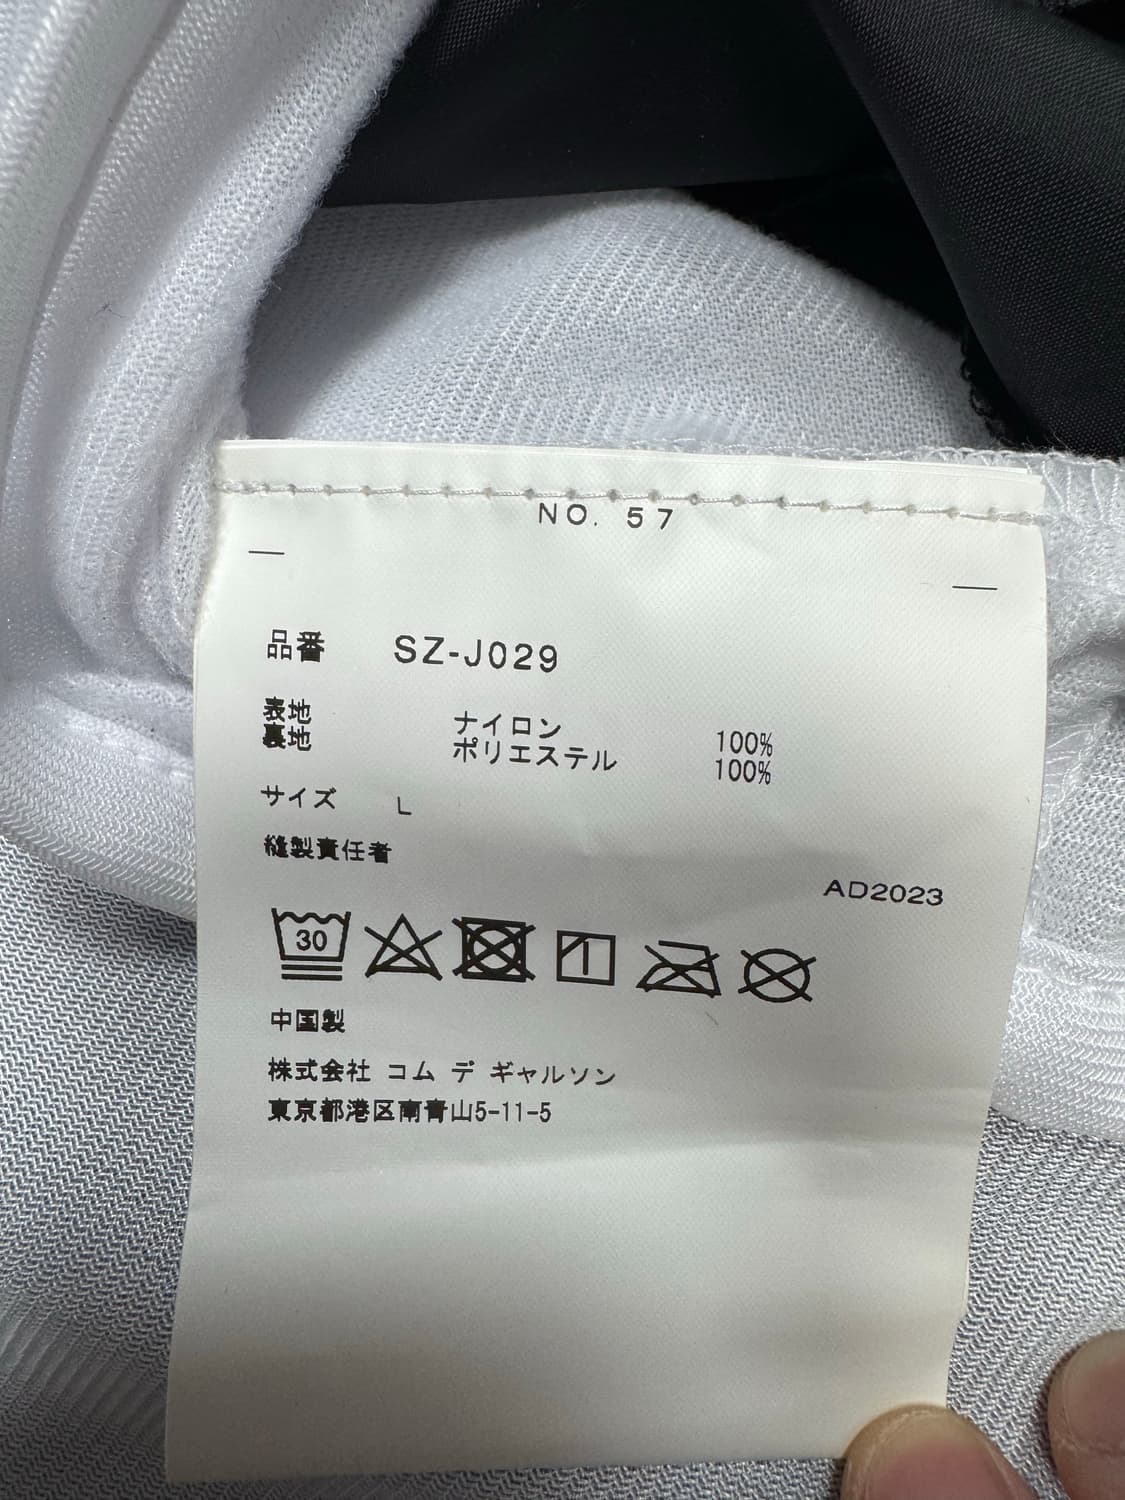 NO. 57
品番 SZ-J029
表地 ナイロン 100%
裏地 ポリエステル 100%
サイズ L
縫製責任者
AD2023
30
中国製
株式会社 コム デ ギャルソン
東京都港区南青山5-11-5